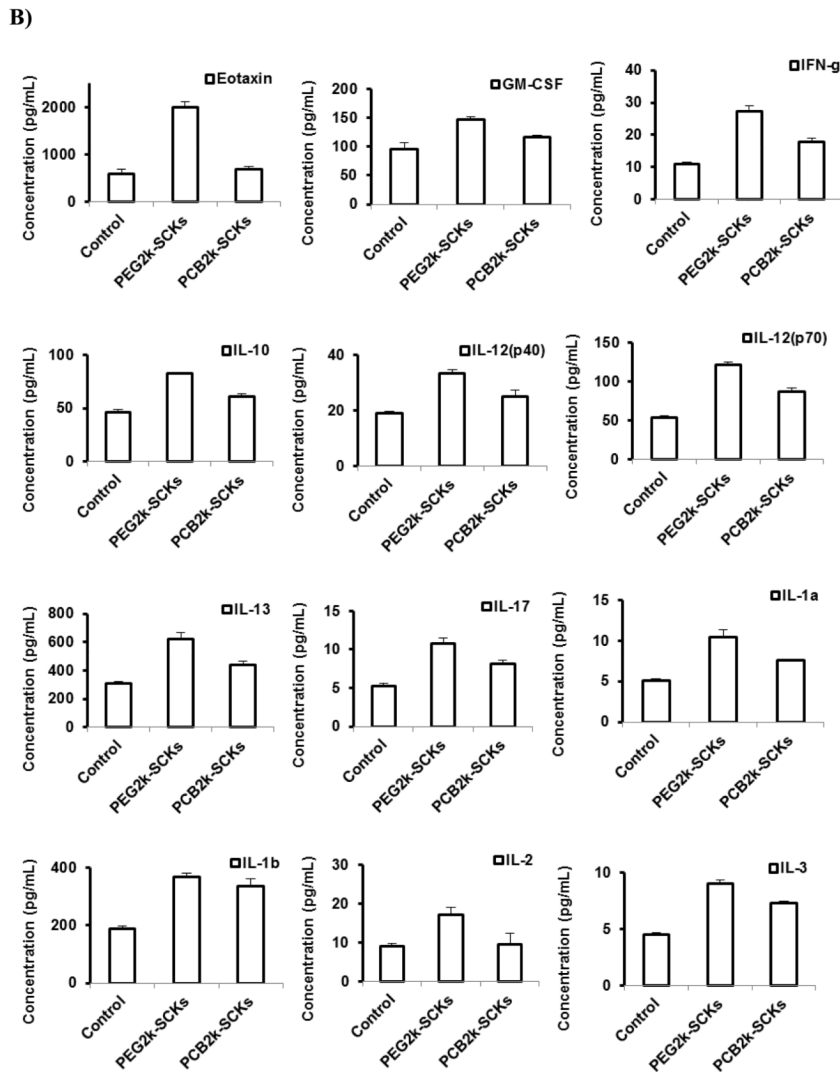 B)
Eotaxin
Concentration (pg/mL)
2000
1000
0
Control
PEG2k-SCKs
PCB2k-SCKs
GM-CSF
Concentration (pg/mL)
200
150
100
50
0
Control
PEG2k-SCKs
PCB2k-SCKs
IFN-g
Concentration (pg/mL)
40
30
20
10
0
Control
PEG2k-SCKs
PCB2k-SCKs
IL-10
Concentration (pg/mL)
100
50
0
Control
PEG2k-SCKs
PCB2k-SCKs
IL-12(p40)
Concentration (pg/mL)
40
20
0
Control
PEG2k-SCKs
PCB2k-SCKs
IL-12(p70)
Concentration (pg/mL)
150
100
50
0
Control
PEG2k-SCKs
PCB2k-SCKs
IL-13
Concentration (pg/mL)
800
600
400
200
0
Control
PEG2k-SCKs
PCB2k-SCKs
IL-17
Concentration (pg/mL)
15
10
5
0
Control
PEG2k-SCKs
PCB2k-SCKs
IL-1a
Concentration (pg/mL)
15
10
5
0
Control
PEG2k-SCKs
PCB2k-SCKs
IL-1b
Concentration (pg/mL)
400
200
0
Control
PEG2k-SCKs
PCB2k-SCKs
IL-2
Concentration (pg/mL)
30
20
10
0
Control
PEG2k-SCKs
PCB2k-SCKs
IL-3
Concentration (pg/mL)
10
5
0
Control
PEG2k-SCKs
PCB2k-SCKs